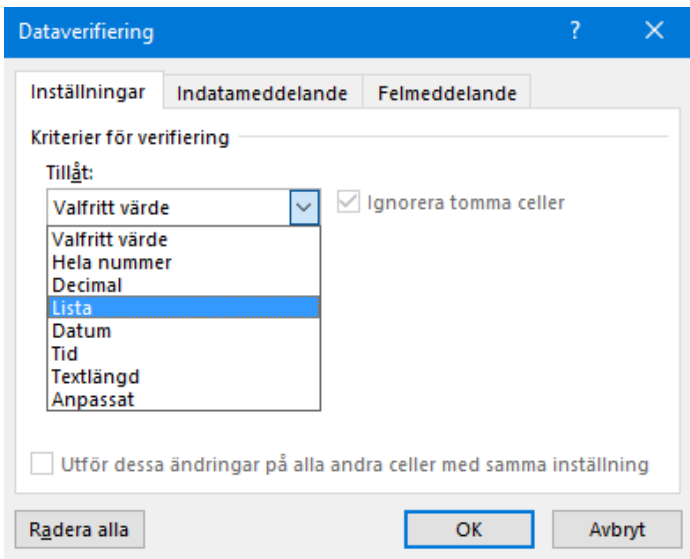 Dataverifiering ? ×
Inställningar Indatameddelande Felmeddelande
Kriterier för verifiering
Tillåt:
Valfritt värde Ignorera tomma celler
Valfritt värde
Hela nummer
Decimal
Lista
Datum
Tid
Textlängd
Anpassat
Utför dessa ändringar på alla andra celler med samma inställning
Radera alla OK Avbryt